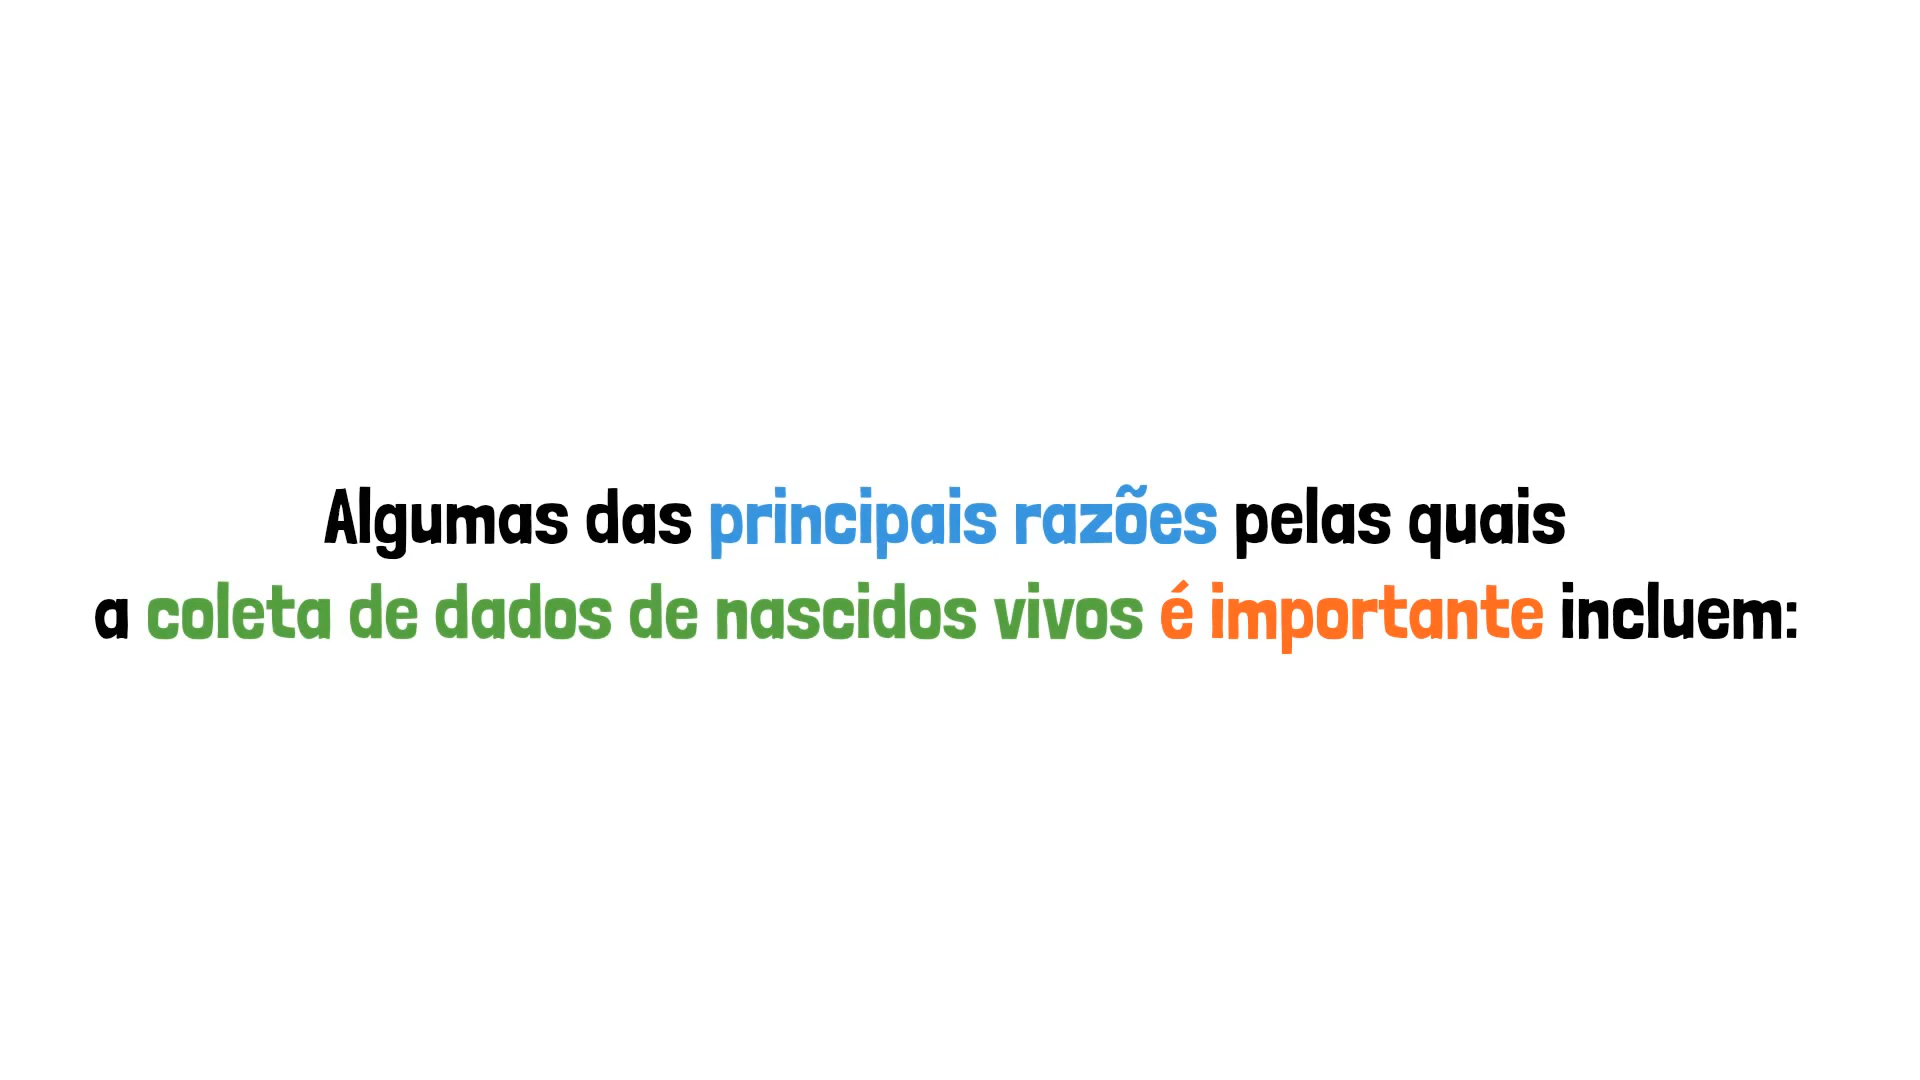 Algumas das principais razões pelas quais
a coleta de dados de nascidos vivos é importante incluem: